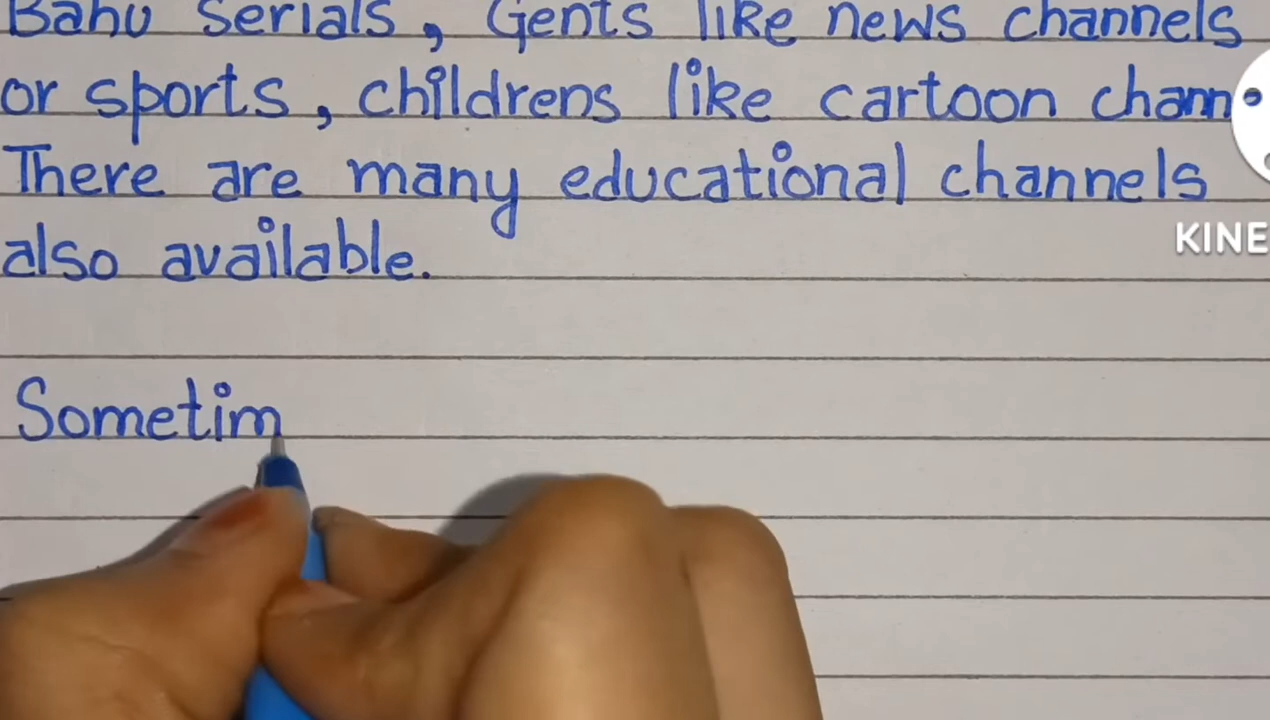 Bahu Serials, Gents like news channels
or sports, childrens like cartoon chann
There are many educational channels
also available.
KINE
Sometim